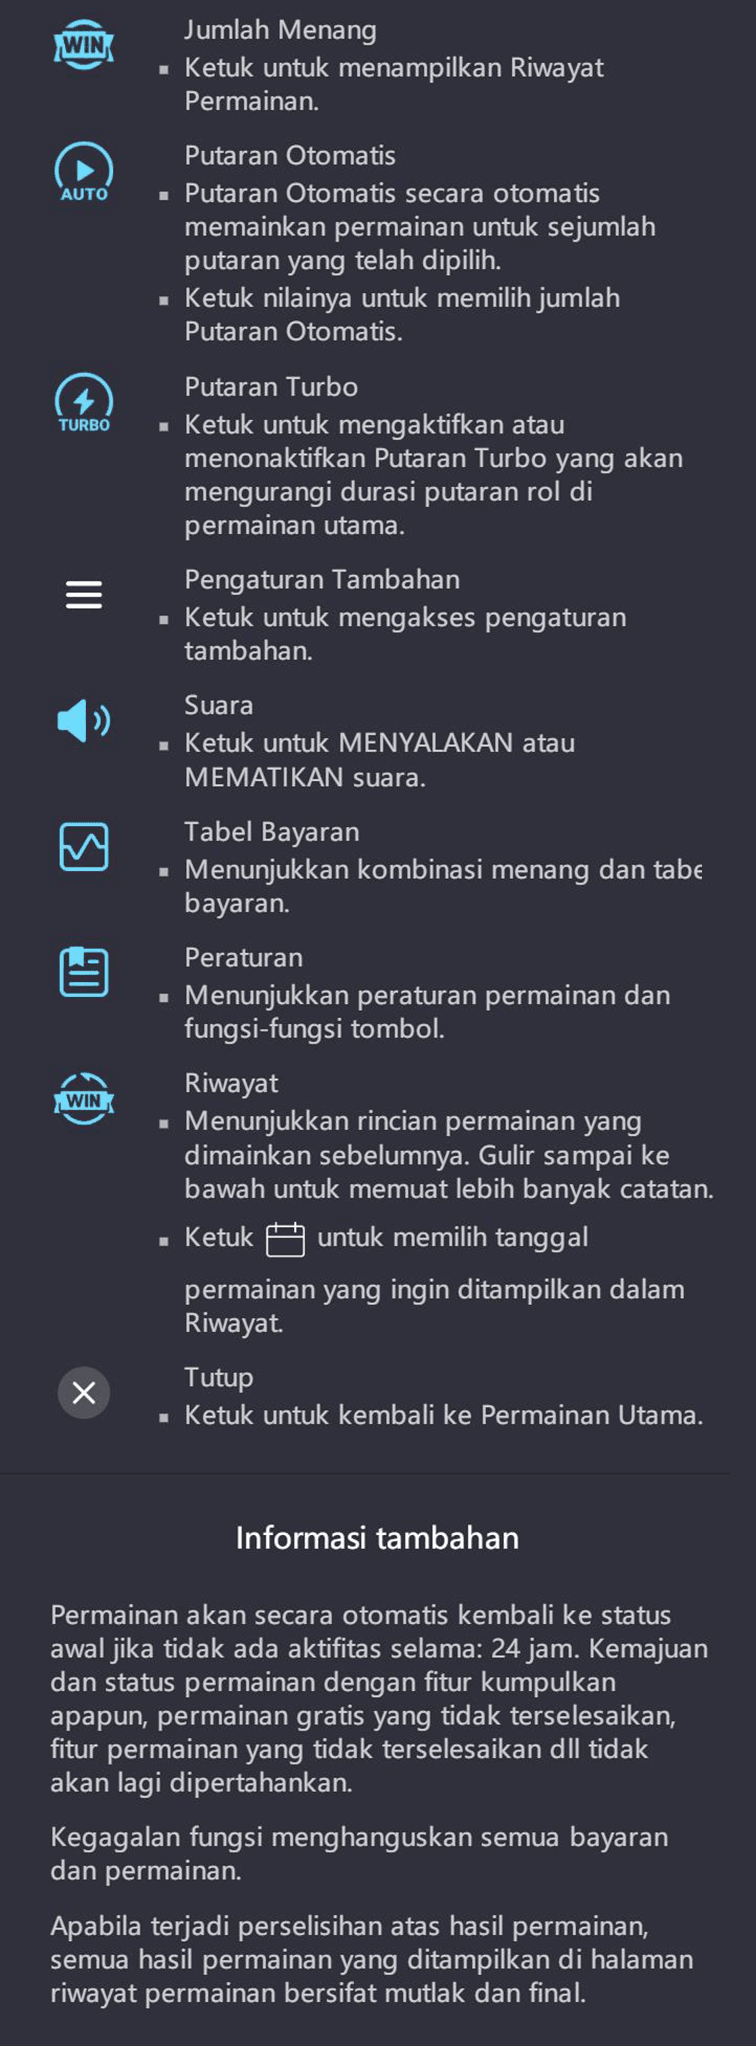 WIN
Jumlah Menang
▪ Ketuk untuk menampilkan Riwayat
Permainan.
AUTO
Putaran Otomatis
▪ Putaran Otomatis secara otomatis
memainkan permainan untuk sejumlah
putaran yang telah dipilih.
▪ Ketuk nilainya untuk memilih jumlah
Putaran Otomatis.
TURBO
Putaran Turbo
▪ Ketuk untuk mengaktifkan atau
menonaktifkan Putaran Turbo yang akan
mengurangi durasi putaran rol di
permainan utama.
Pengaturan Tambahan
▪ Ketuk untuk mengakses pengaturan
tambahan.
Suara
▪ Ketuk untuk MENYALAKAN atau
MEMATIKAN suara.
Tabel Bayaran
▪ Menunjukkan kombinasi menang dan tabe
bayaran.
Peraturan
▪ Menunjukkan peraturan permainan dan
fungsi-fungsi tombol.
WIN
Riwayat
▪ Menunjukkan rincian permainan yang
dimainkan sebelumnya. Gulir sampai ke
bawah untuk memuat lebih banyak catatan.
▪ Ketuk untuk memilih tanggal
permainan yang ingin ditampilkan dalam
Riwayat.
Tutup
▪ Ketuk untuk kembali ke Permainan Utama.
Informasi tambahan
Permainan akan secara otomatis kembali ke status
awal jika tidak ada aktifitas selama: 24 jam. Kemajuan
dan status permainan dengan fitur kumpulkan
apapun, permainan gratis yang tidak terselesaikan,
fitur permainan yang tidak terselesaikan dll tidak
akan lagi dipertahankan.
Kegagalan fungsi menghanguskan semua bayaran
dan permainan.
Apabila terjadi perselisihan atas hasil permainan,
semua hasil permainan yang ditampilkan di halaman
riwayat permainan bersifat mutlak dan final.